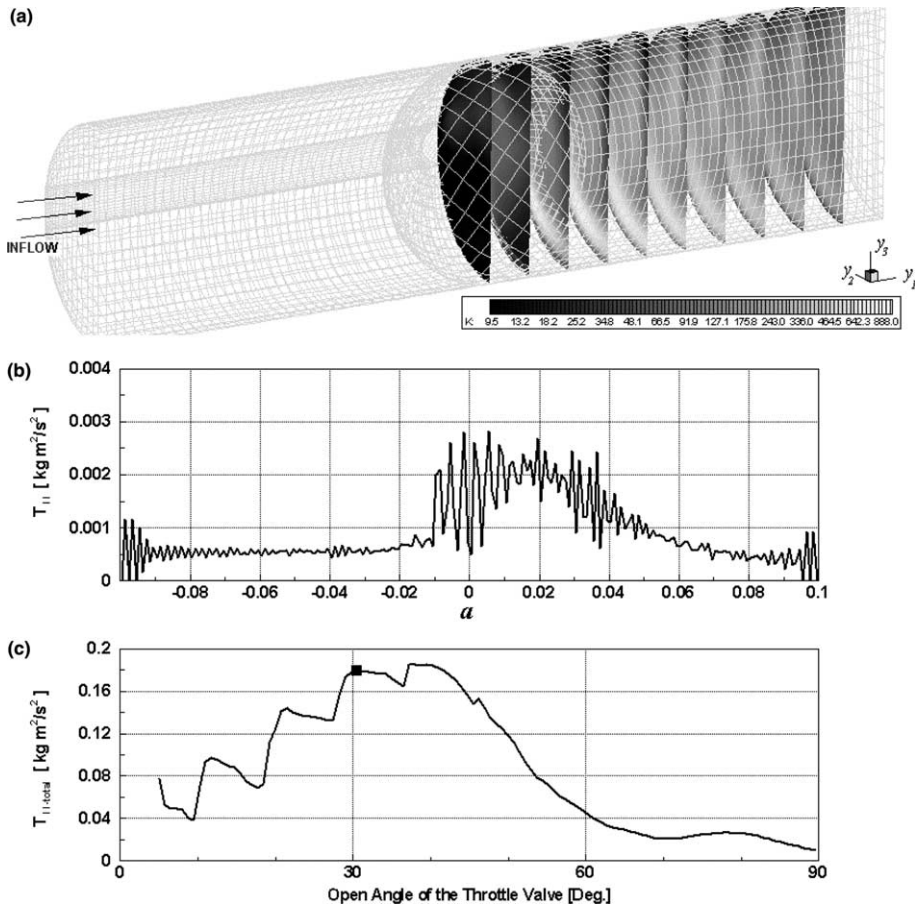 (a)
INFLOW
y₃
y₂
y₁
K: 9.5 13.2 18.2 25.2 34.8 48.1 66.5 91.9 127.1 175.8 243.0 336.0 464.5 642.3 888.0
(b)
T₁₁ [ kg m²/s² ]
0.004
0.003
0.002
0.001
0
-0.08 -0.06 -0.04 -0.02 0 0.02 0.04 0.06 0.08 0.1
a
(c)
T₁₁-total [ kg m²/s² ]
0.2
0.16
0.12
0.08
0.04
0
0 30 60 90
Open Angle of the Throttle Valve [Deg.]